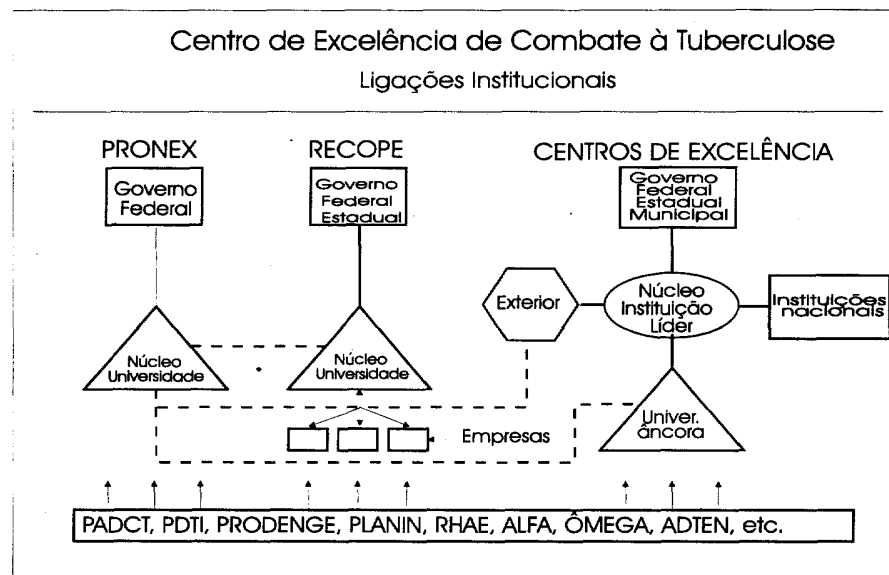 Centro de Excelência de Combate à Tuberculose
Ligações Institucionais
PRONEX
RECOPE
CENTROS DE EXCELÊNCIA
Governo
Federal
Governo
Federal
Estadual
Governo
Federal
Estadual
Municipal
Exterior
Núcleo
Instituição
Líder
Instituições
nacionais
Núcleo
Universidade
Núcleo
Universidade
Univer.
âncora
Empresas
PADCT, PDTI, PRODENGE, PLANIN, RHAE, ALFA, ÔMEGA, ADTEN, etc.